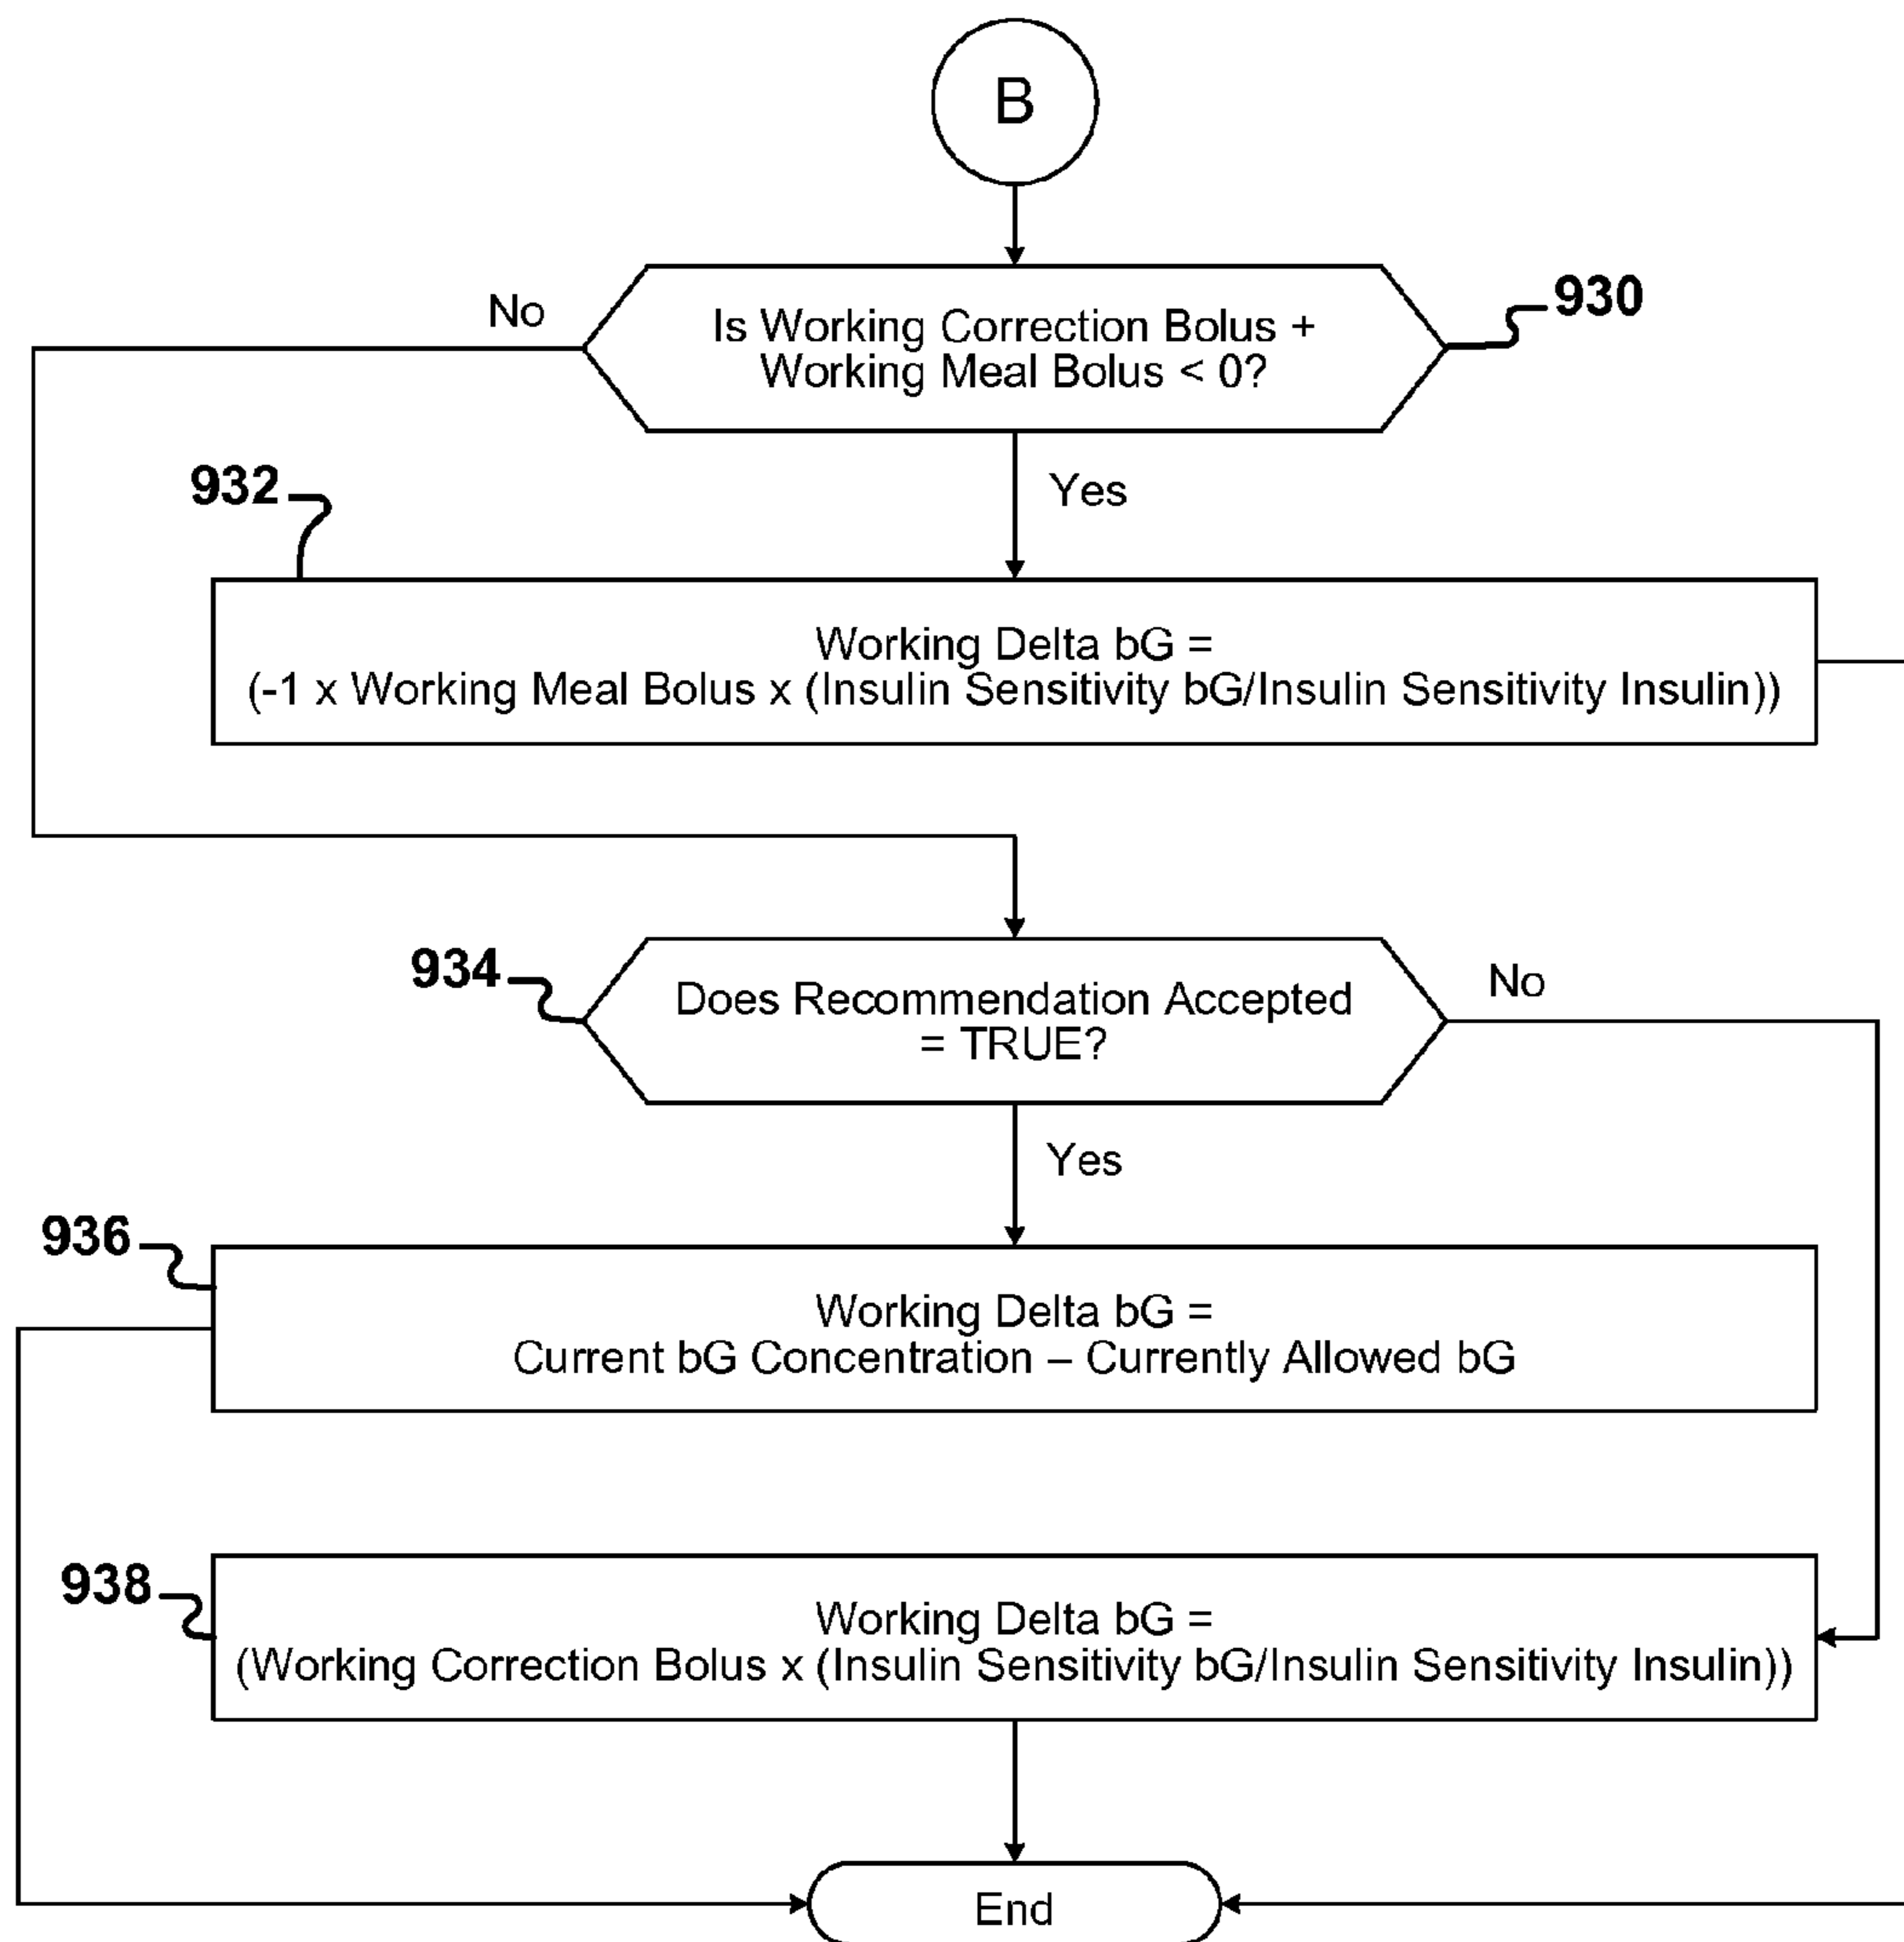 B
No
Is Working Correction Bolus +
Working Meal Bolus < 0?
930
932
Yes
Working Delta bG =
(-1 x Working Meal Bolus x (Insulin Sensitivity bG/Insulin Sensitivity Insulin))
934
Does Recommendation Accepted
= TRUE?
No
Yes
936
Working Delta bG =
Current bG Concentration – Currently Allowed bG
938
Working Delta bG =
(Working Correction Bolus x (Insulin Sensitivity bG/Insulin Sensitivity Insulin))
End